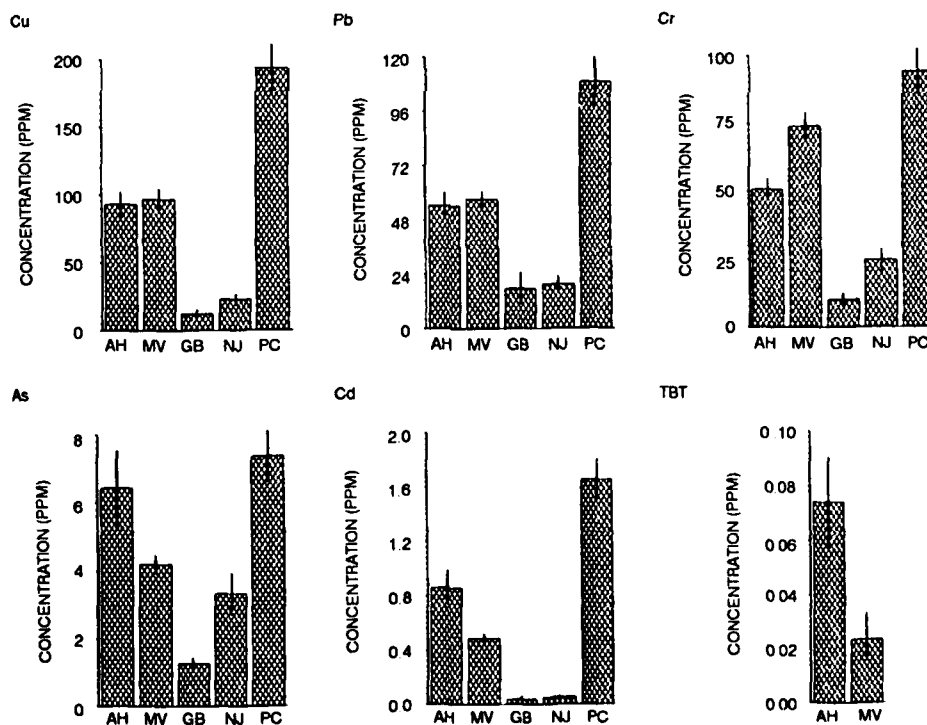 Cu
CONCENTRATION (PPM)
200
150
100
50
0
AH MV GB NJ PC
Pb
CONCENTRATION (PPM)
120
96
72
48
24
0
AH MV GB NJ PC
Cr
CONCENTRATION (PPM)
100
75
50
25
0
AH MV GB NJ PC
As
CONCENTRATION (PPM)
8
6
4
2
0
AH MV GB NJ PC
Cd
CONCENTRATION (PPM)
2.0
1.6
1.2
0.8
0.4
0.0
AH MV GB NJ PC
TBT
CONCENTRATION (PPM)
0.10
0.08
0.06
0.04
0.02
0.00
AH MV